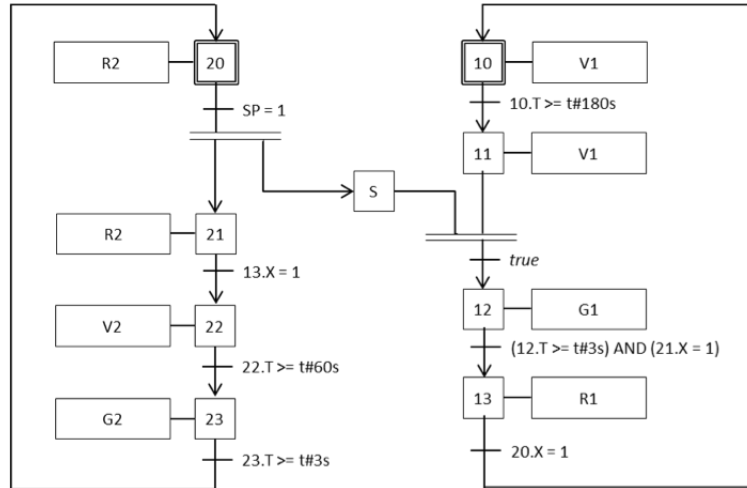 R2
20
10
V1
SP = 1
10.T >= t#180s
11
V1
S
R2
21
true
13.X = 1
12
G1
V2
22
(12.T >= t#3s) AND (21.X = 1)
22.T >= t#60s
13
R1
G2
23
20.X = 1
23.T >= t#3s